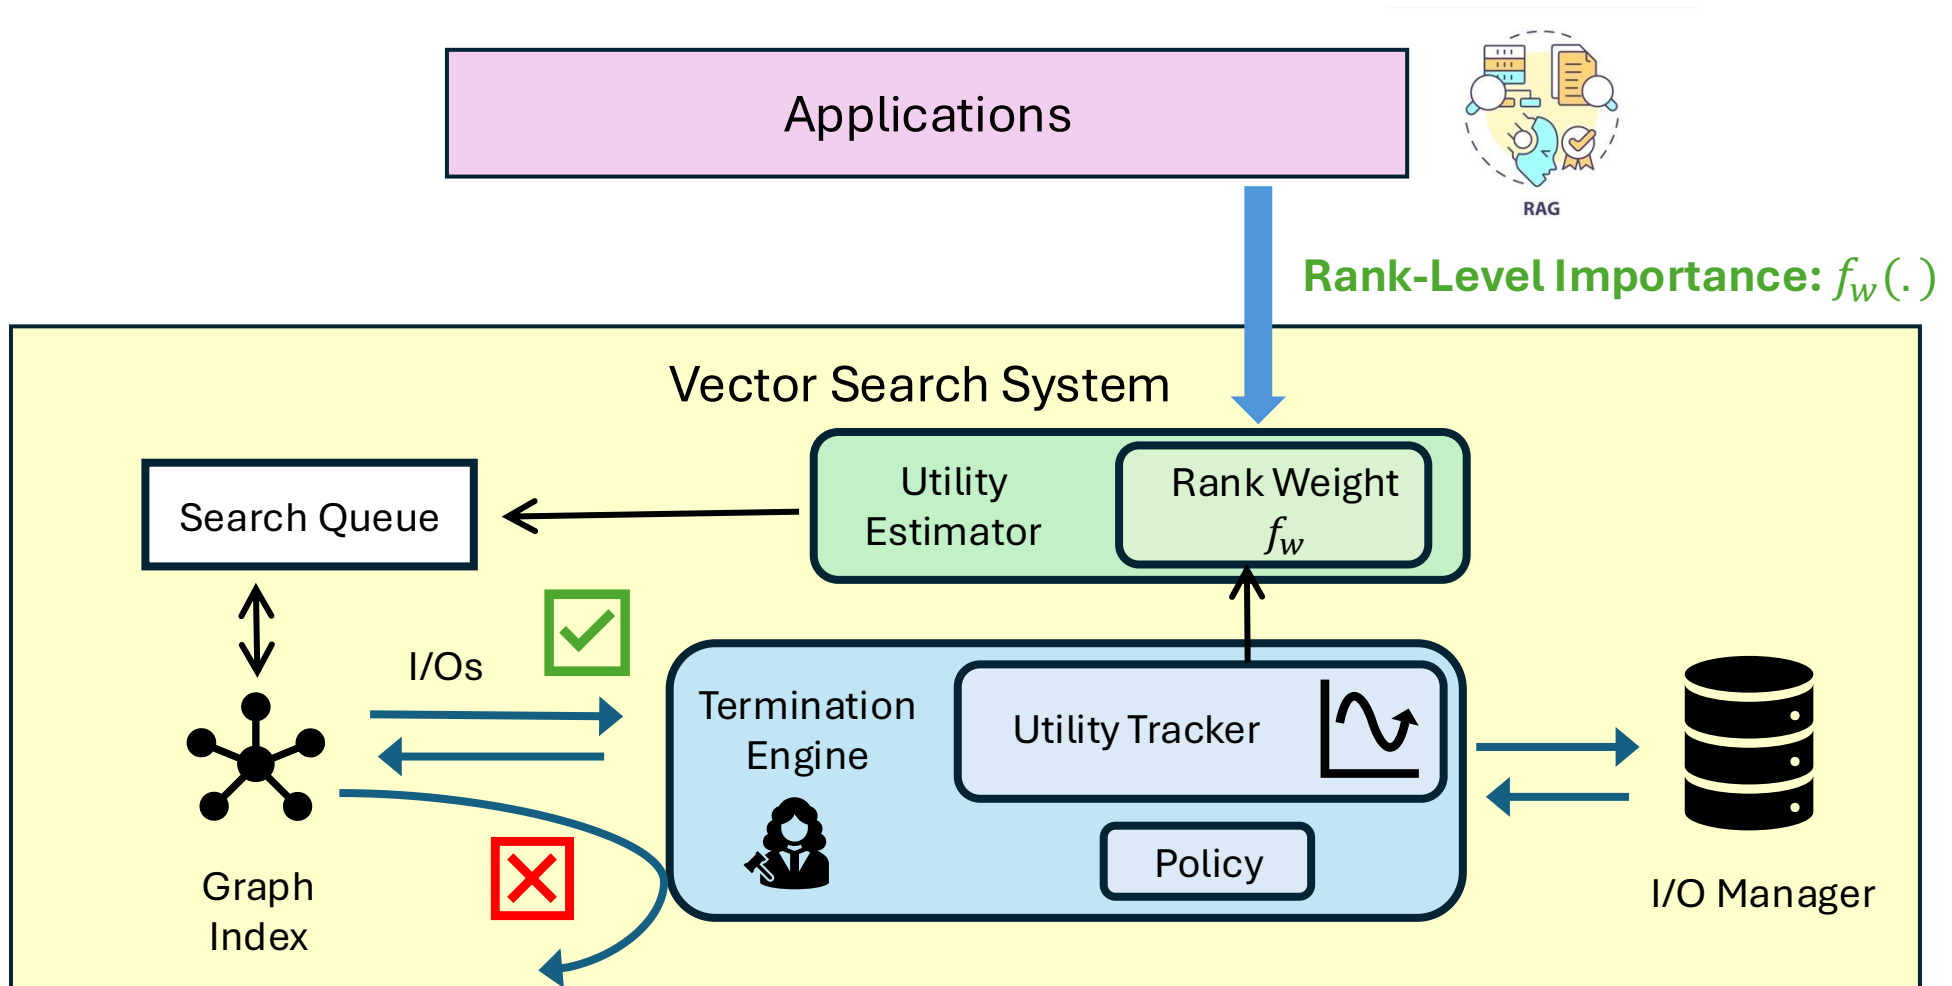 Applications
RAG
Rank-Level Importance: f_w(.)
Vector Search System
Utility
Estimator
Rank Weight
f_w
Search Queue
I/Os
Termination
Engine
Utility Tracker
Policy
Graph
Index
I/O Manager